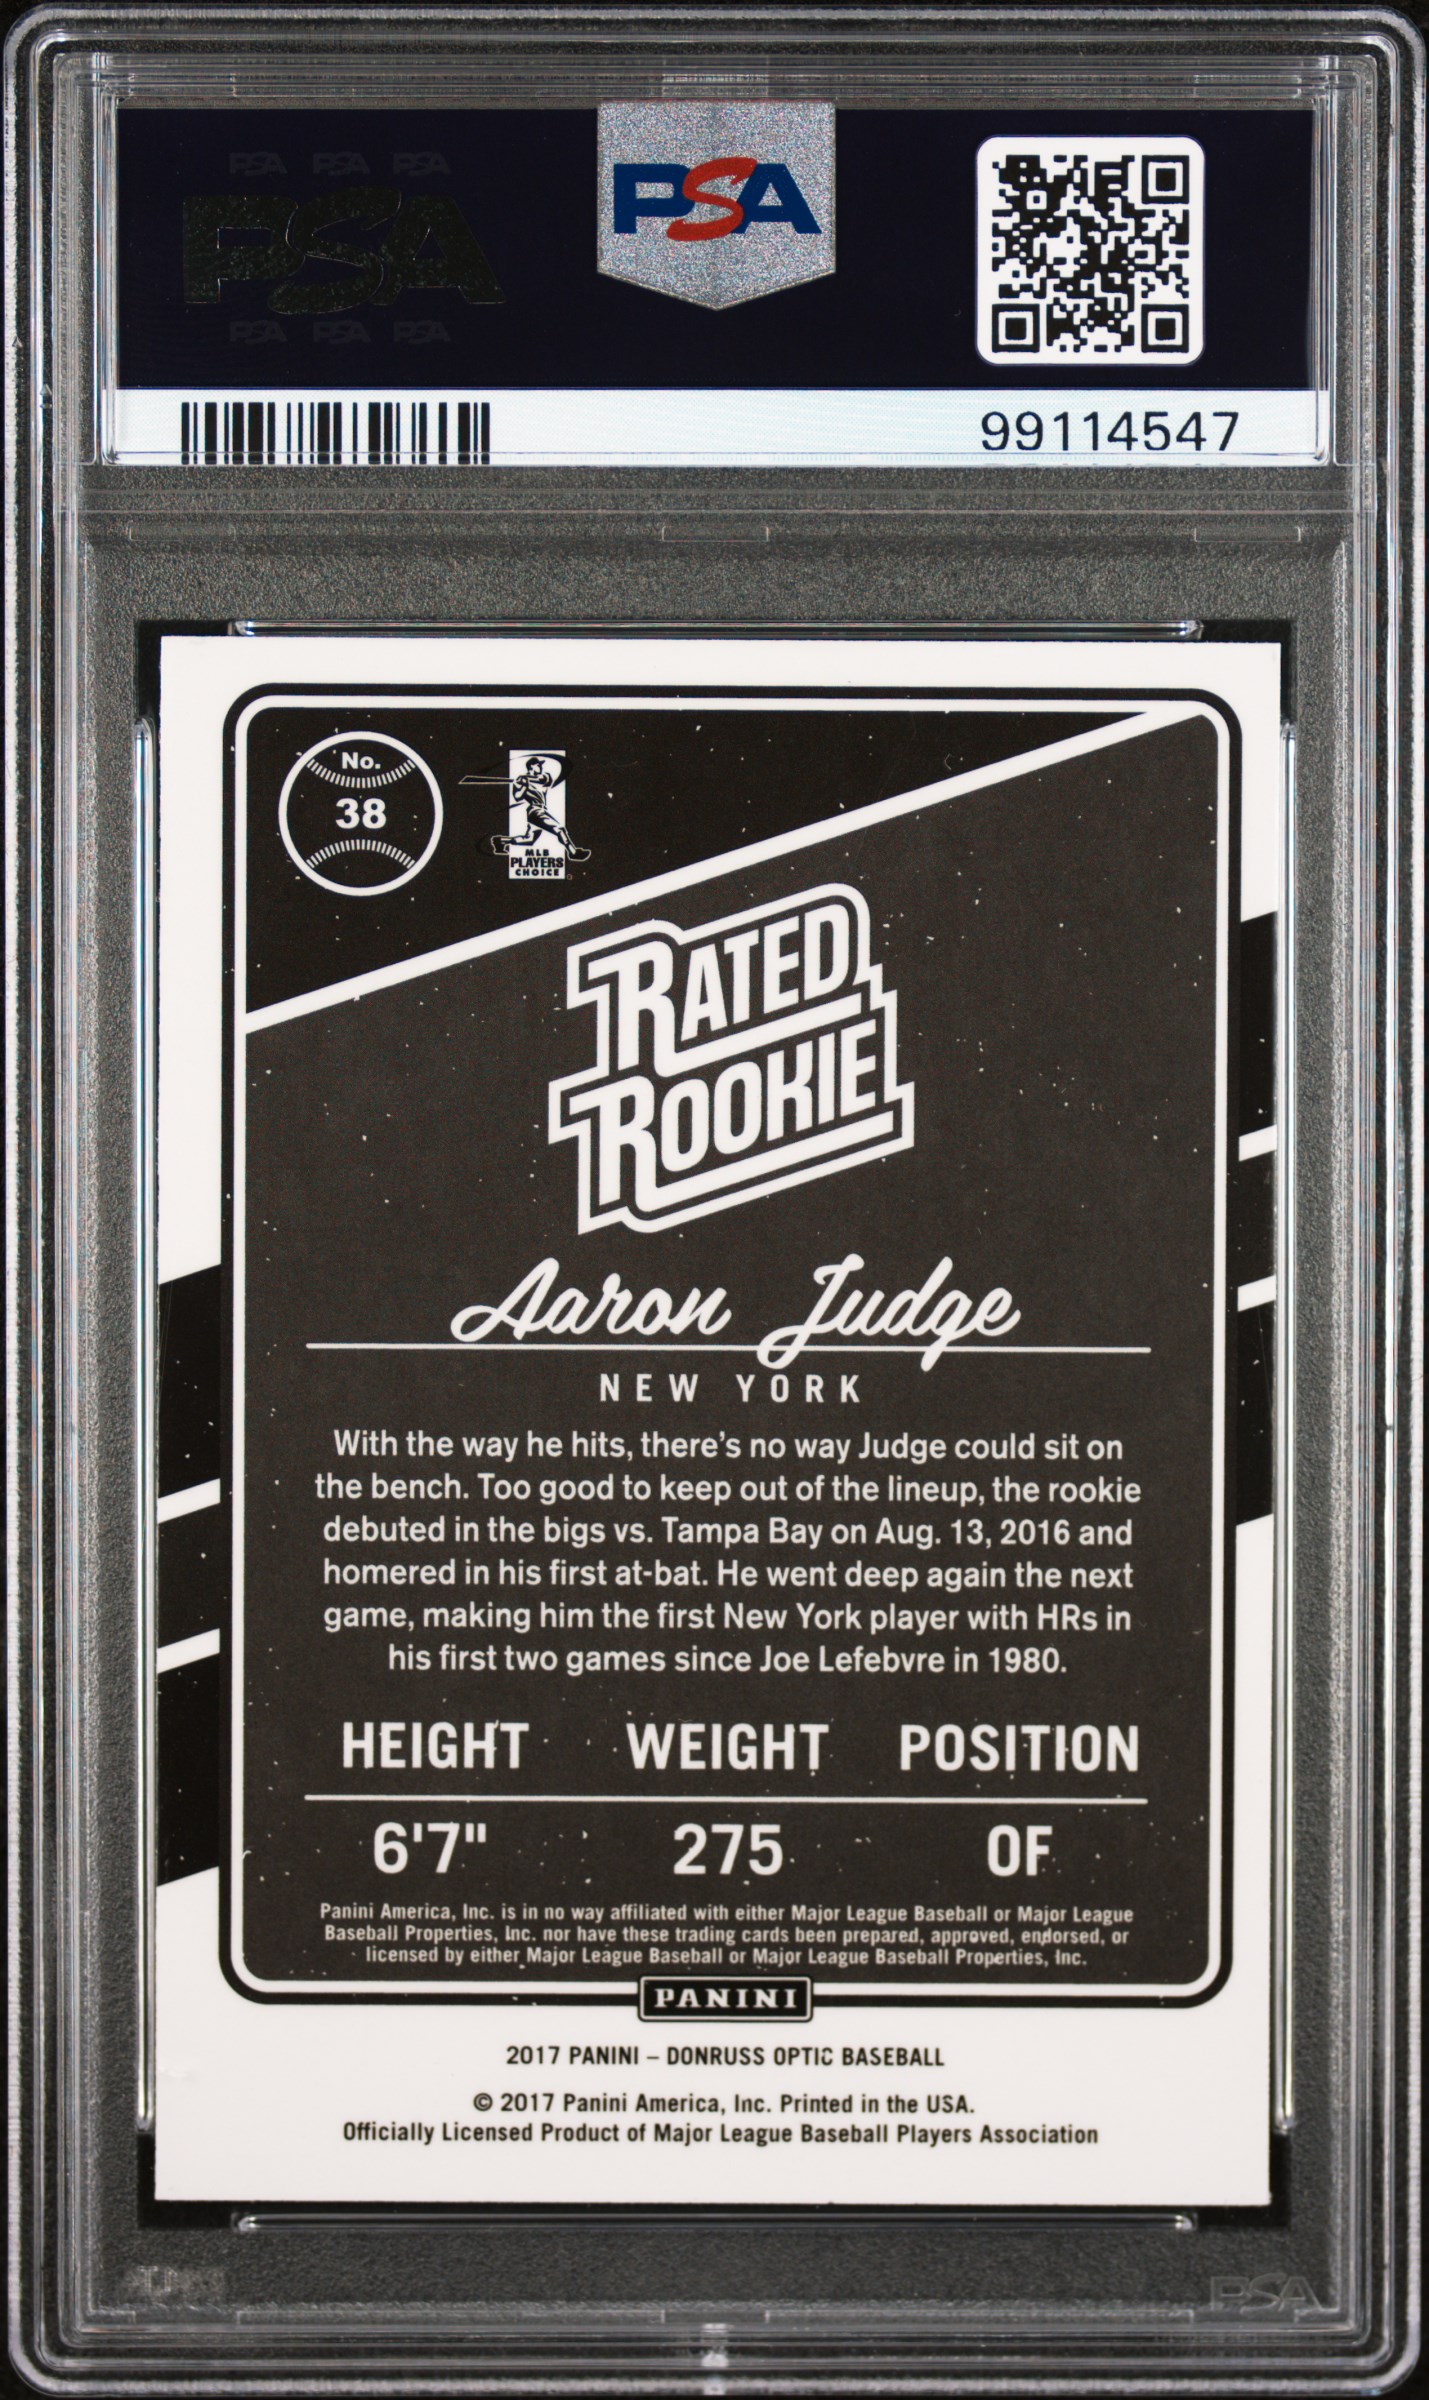 PSA PSA PSA
PSA
PSA PSA PSA
PSA
99114547
No.
38
MLB
PLAYERS
CHOICE
RATED
ROOKIE
Aaron Judge
NEW YORK
With the way he hits, there's no way Judge could sit on
the bench. Too good to keep out of the lineup, the rookie
debuted in the bigs vs. Tampa Bay on Aug. 13, 2016 and
homered in his first at-bat. He went deep again the next
game, making him the first New York player with HRs in
his first two games since Joe Lefebvre in 1980.
HEIGHT WEIGHT POSITION
6'7" 275 OF
Panini America, Inc. is in no way affiliated with either Major League Baseball or Major League
Baseball Properties, Inc. nor have these trading cards been prepared, approved, endorsed, or
licensed by either Major League Baseball or Major League Baseball Properties, Inc.
PANINI
2017 PANINI – DONRUSS OPTIC BASEBALL
© 2017 Panini America, Inc. Printed in the USA.
Officially Licensed Product of Major League Baseball Players Association
PSA